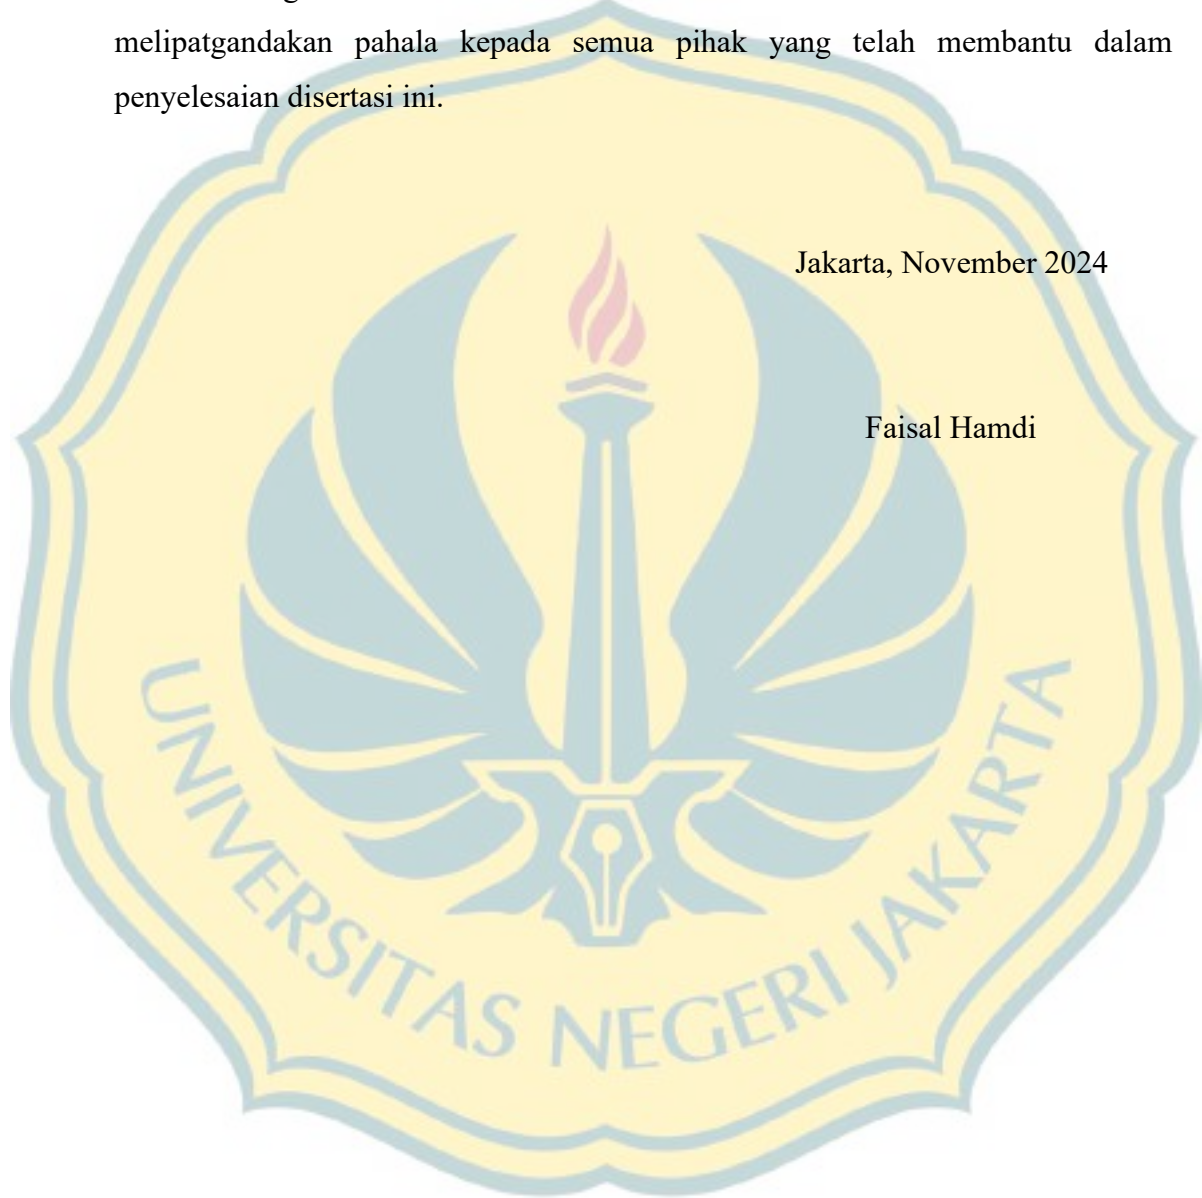 melipatgandakan pahala kepada semua pihak yang telah membantu dalam
penyelesaian disertasi ini.
Jakarta, November 2024
Faisal Hamdi
UNIVERSITAS NEGERI JAKARTA